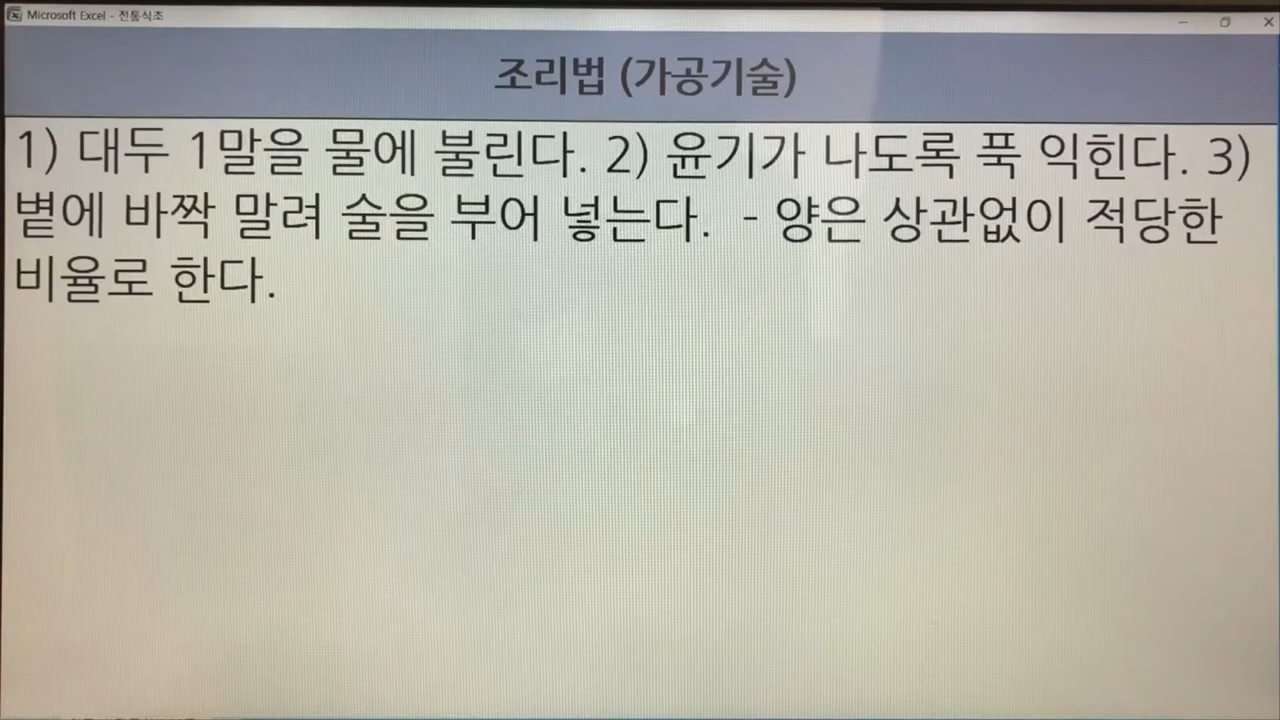 Microsoft Excel - 전통식초
조리법 (가공기술)
1) 대두 1말을 물에 불린다. 2) 윤기가 나도록 푹 익힌다. 3)
볕에 바짝 말려 술을 부어 넣는다.  - 양은 상관없이 적당한
비율로 한다.